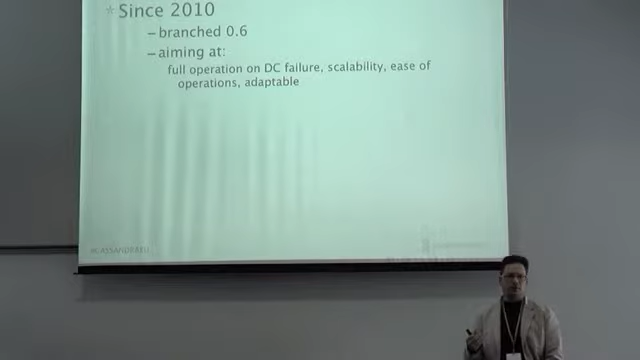 * Since 2010
– branched 0.6
– aiming at:
full operation on DC failure, scalability, ease of
operations, adaptable
#CASSANDRAEU